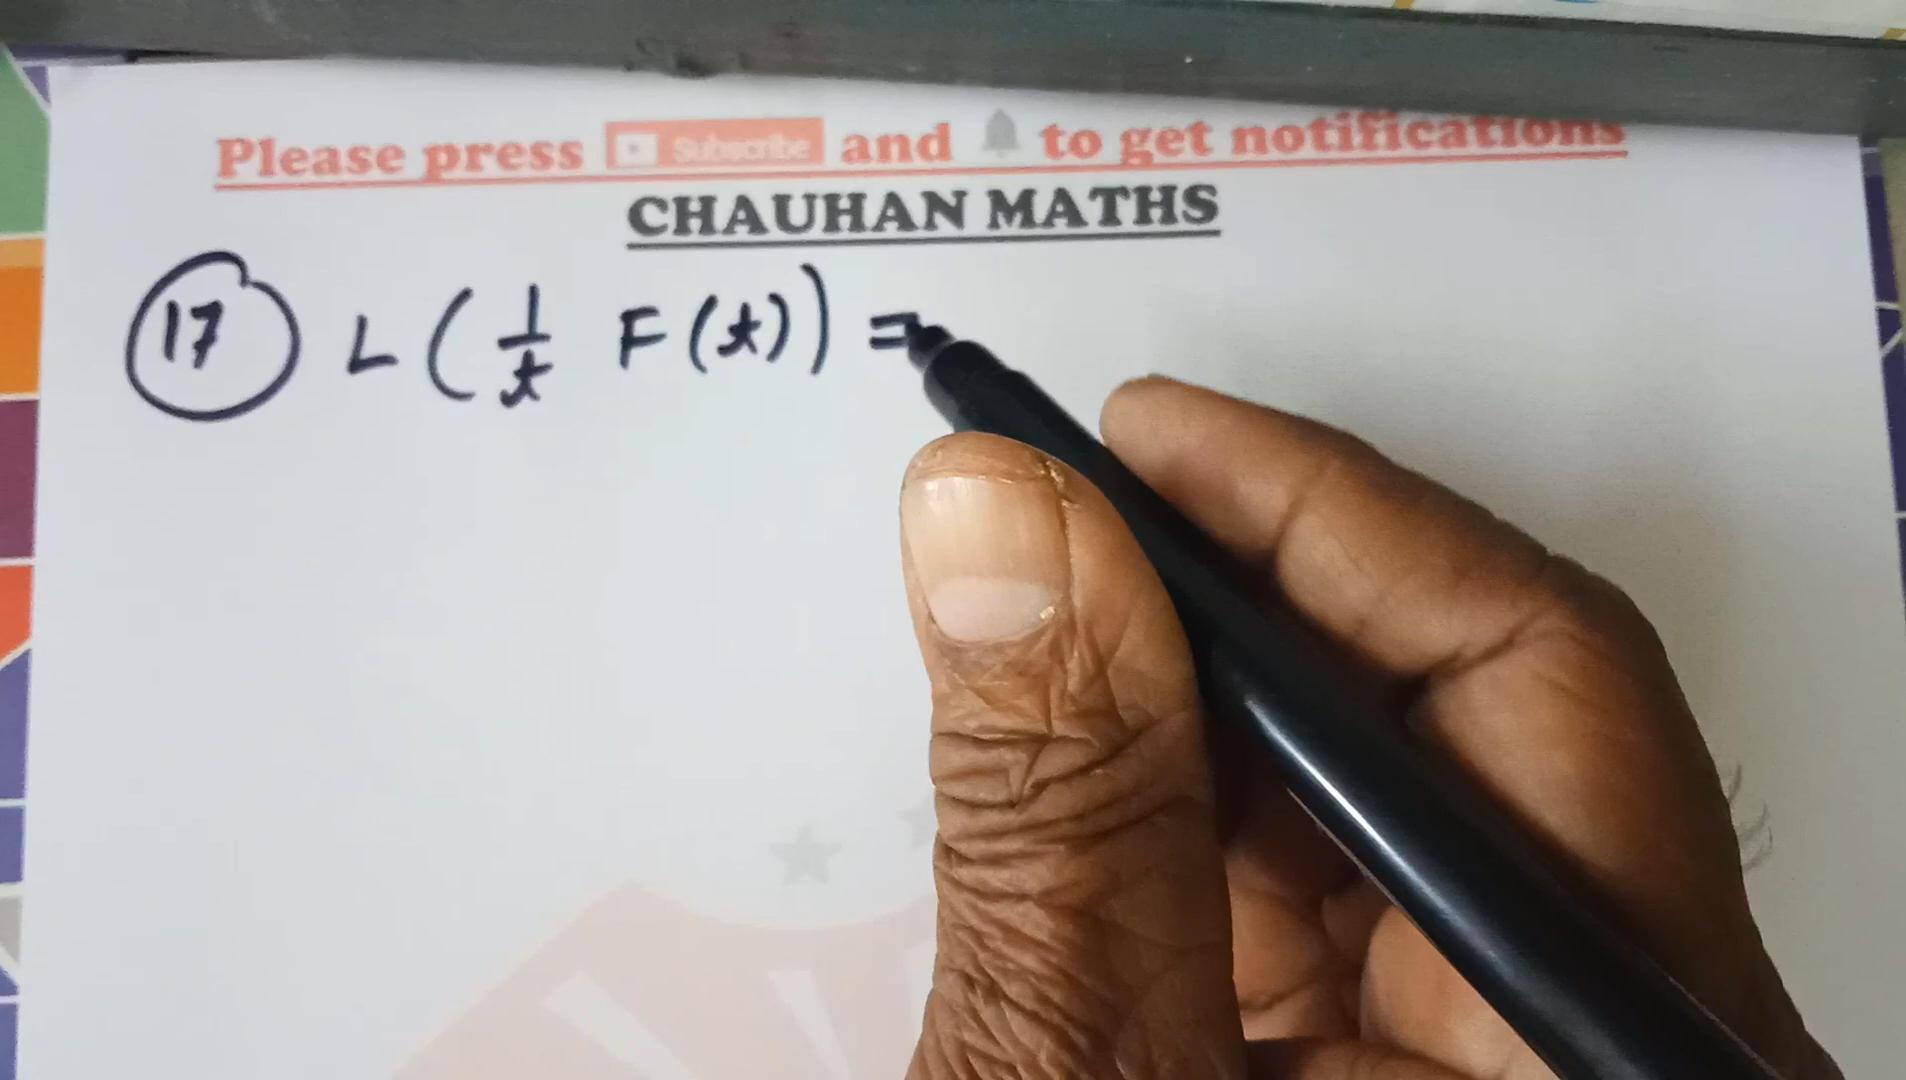 Please press Subscribe and to get notifications
CHAUHAN MATHS
17 L ( 1/t F(t) ) =